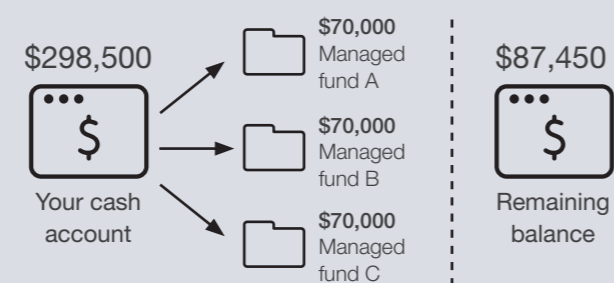 $298,500
$
Your cash
account
$70,000
Managed
fund A
$70,000
Managed
fund B
$70,000
Managed
fund C
$87,450
$
Remaining
balance